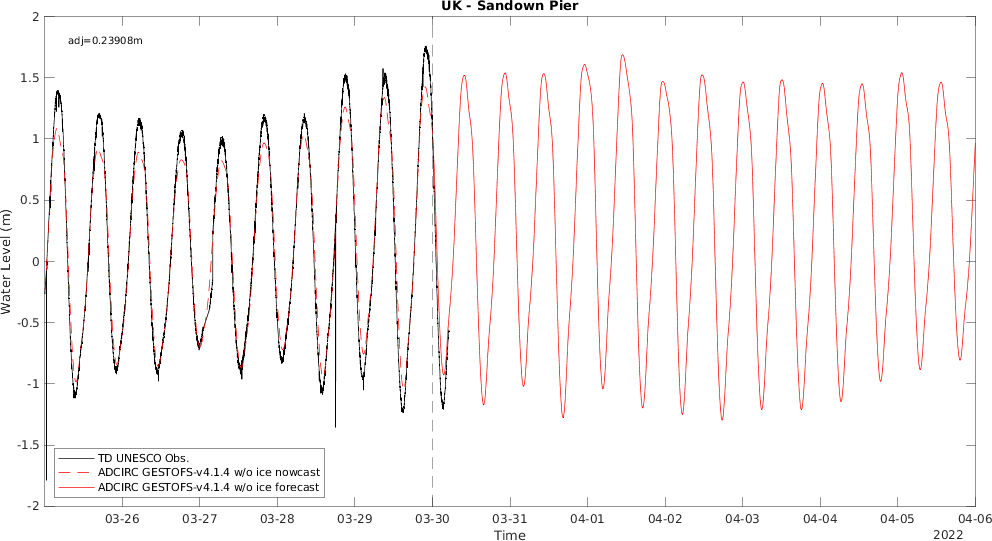 UK - Sandown Pier
adj=0.23908m
2
1.5
1
0.5
0
-0.5
-1
-1.5
-2
Water Level (m)
TD UNESCO Obs.
ADCIRC GESTOFS-v4.1.4 w/o ice nowcast
ADCIRC GESTOFS-v4.1.4 w/o ice forecast
03-26 03-27 03-28 03-29 03-30 03-31 04-01 04-02 04-03 04-04 04-05 04-06
Time
2022